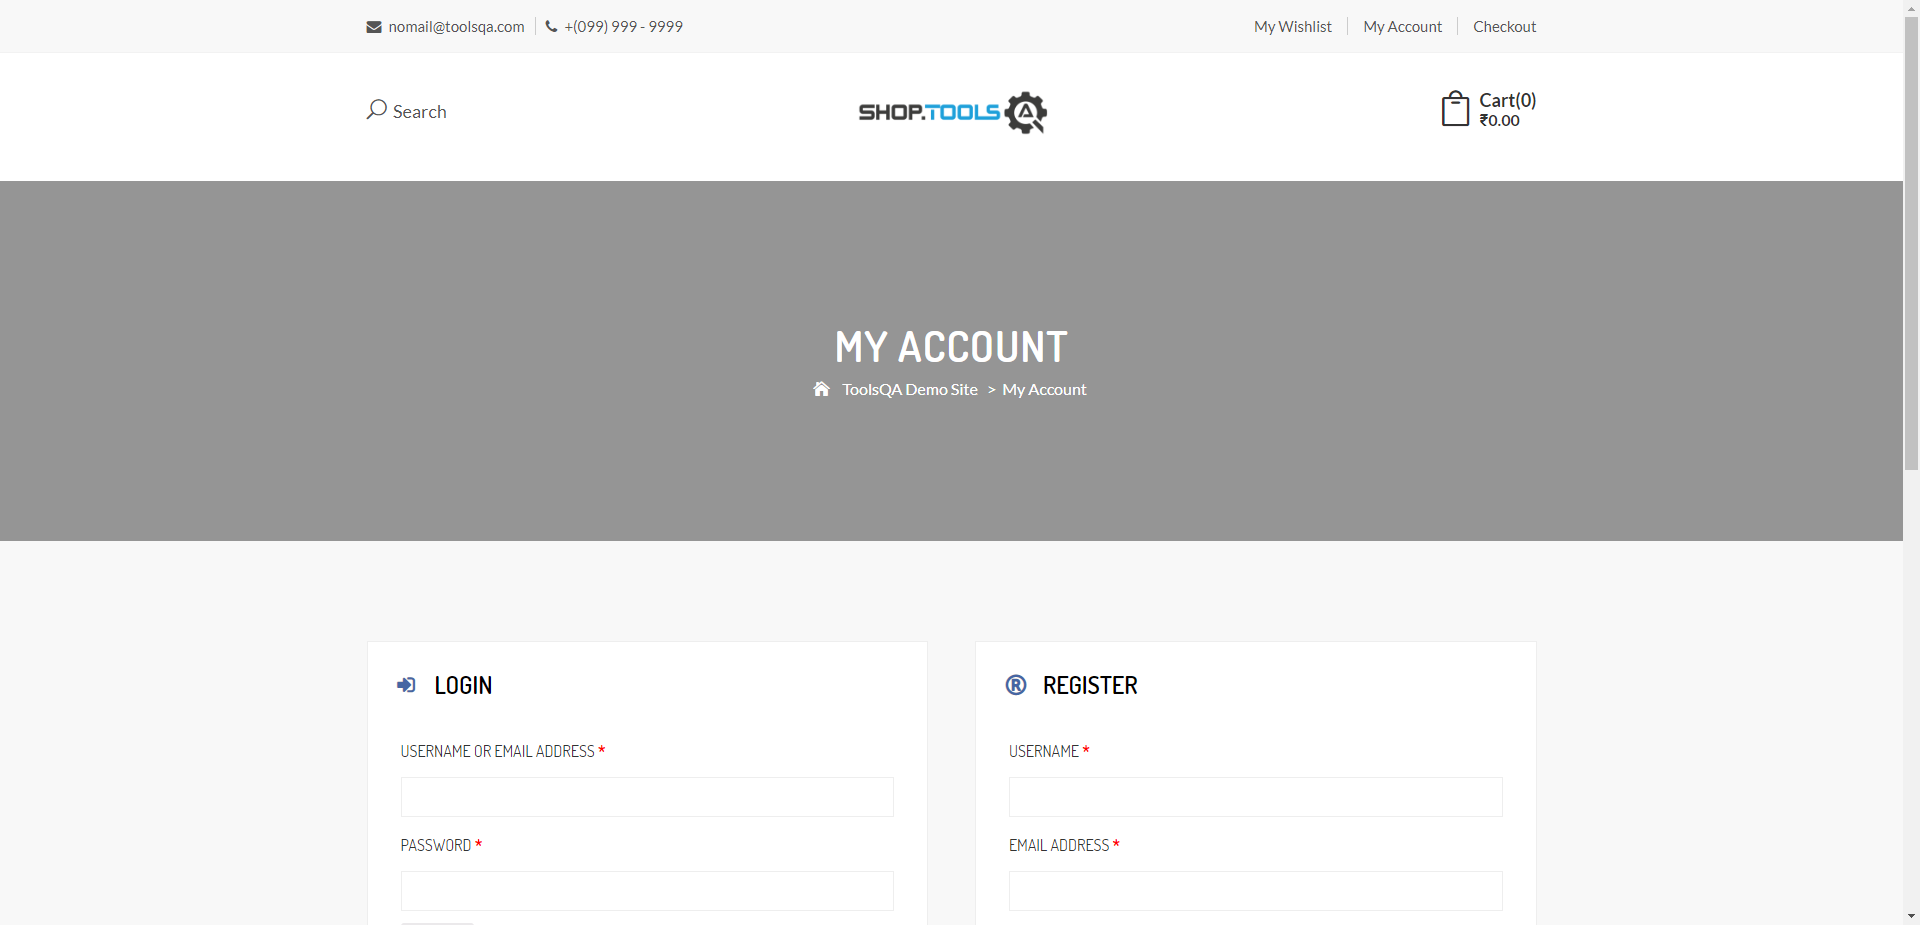 nomail@toolsqa.com +(099) 999 - 9999
My Wishlist My Account Checkout
Search
SHOP.TOOLS QA
Cart(0)
₹0.00
MY ACCOUNT
ToolsQA Demo Site > My Account
LOGIN
USERNAME OR EMAIL ADDRESS *
PASSWORD *
® REGISTER
USERNAME *
EMAIL ADDRESS *